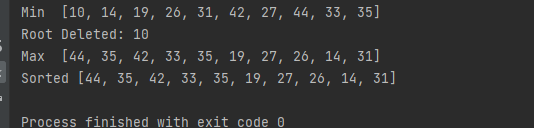 Min  [10, 14, 19, 26, 31, 42, 27, 44, 33, 35]
Root Deleted: 10
Max  [44, 35, 42, 33, 35, 19, 27, 26, 14, 31]
Sorted [44, 35, 42, 33, 35, 19, 27, 26, 14, 31]
Process finished with exit code 0